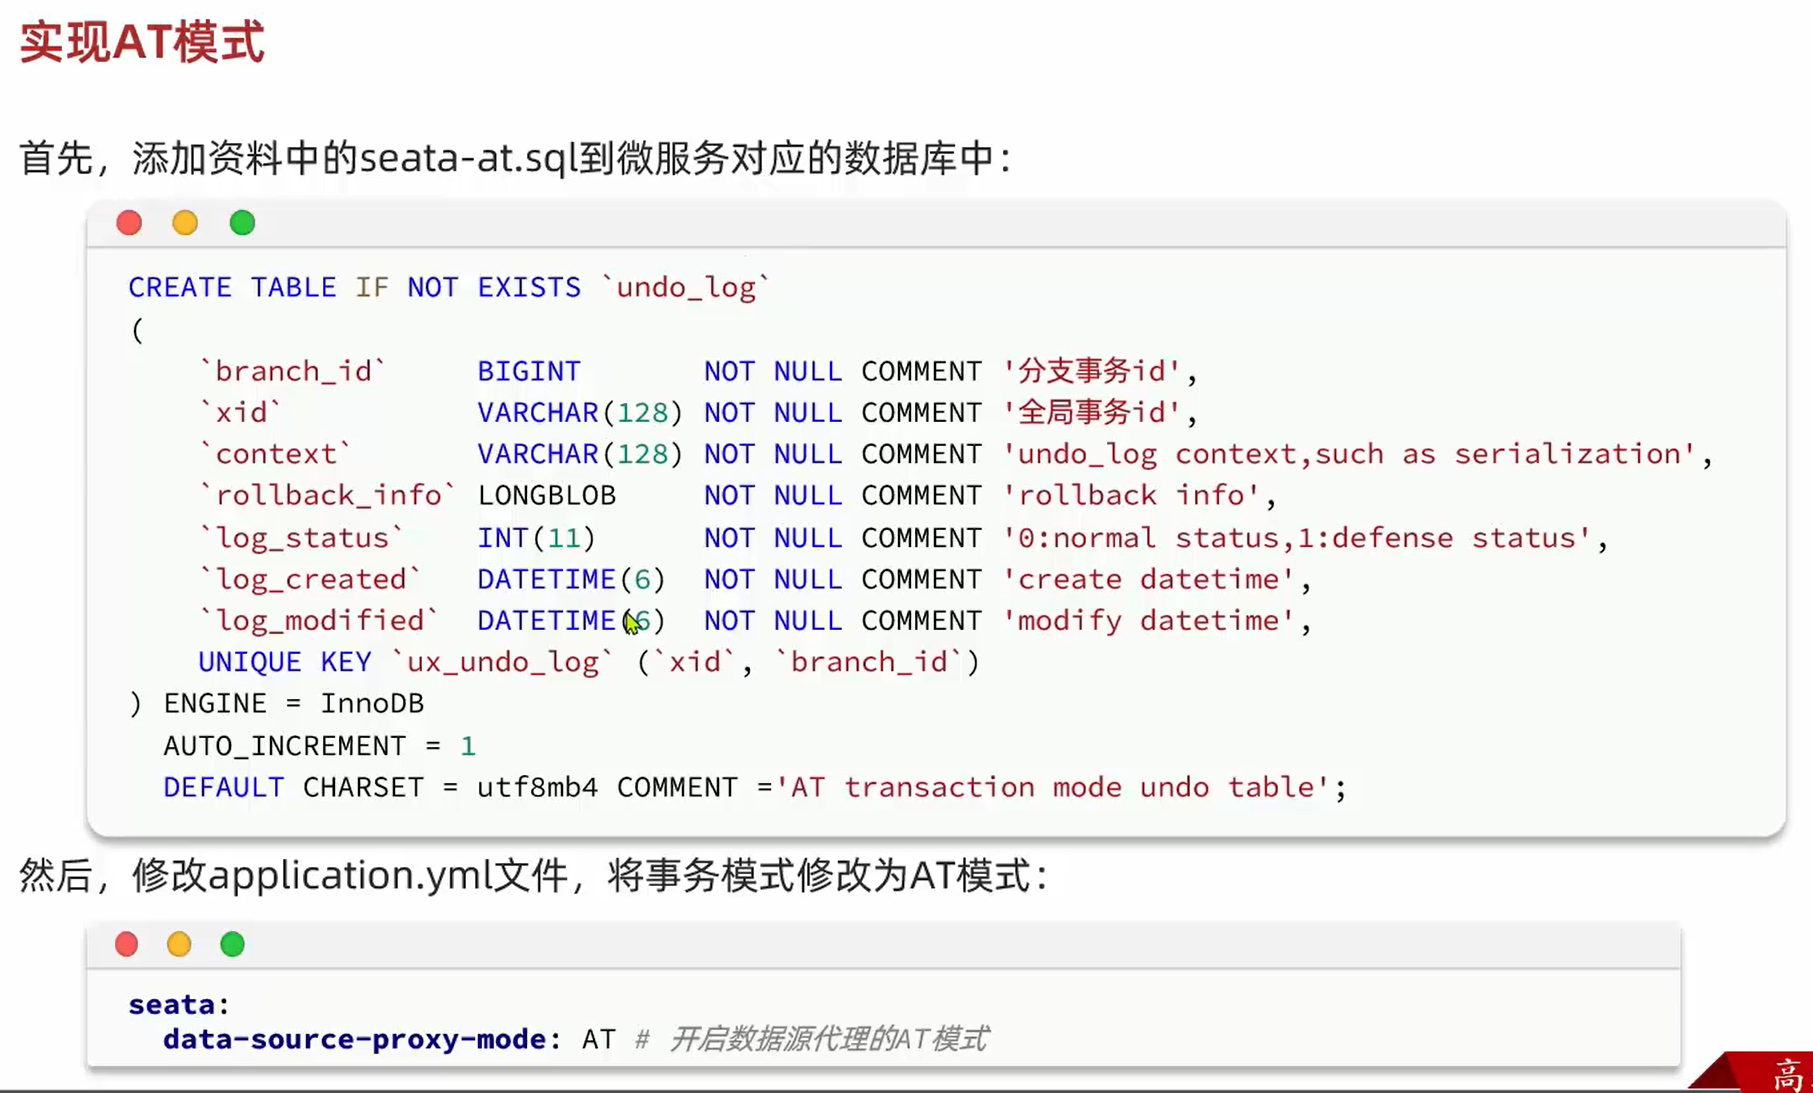 实现AT模式
首先，添加资料中的seata-at.sql到微服务对应的数据库中：
CREATE TABLE IF NOT EXISTS `undo_log`
(
`branch_id` BIGINT NOT NULL COMMENT '分支事务id',
`xid` VARCHAR(128) NOT NULL COMMENT '全局事务id',
`context` VARCHAR(128) NOT NULL COMMENT 'undo_log context,such as serialization',
`rollback_info` LONGBLOB NOT NULL COMMENT 'rollback info',
`log_status` INT(11) NOT NULL COMMENT '0:normal status,1:defense status',
`log_created` DATETIME(6) NOT NULL COMMENT 'create datetime',
`log_modified` DATETIME(6) NOT NULL COMMENT 'modify datetime',
UNIQUE KEY `ux_undo_log` (`xid`, `branch_id`)
) ENGINE = InnoDB
AUTO_INCREMENT = 1
DEFAULT CHARSET = utf8mb4 COMMENT ='AT transaction mode undo table';
然后，修改application.yml文件，将事务模式修改为AT模式：
seata:
data-source-proxy-mode: AT # 开启数据源代理的AT模式
高